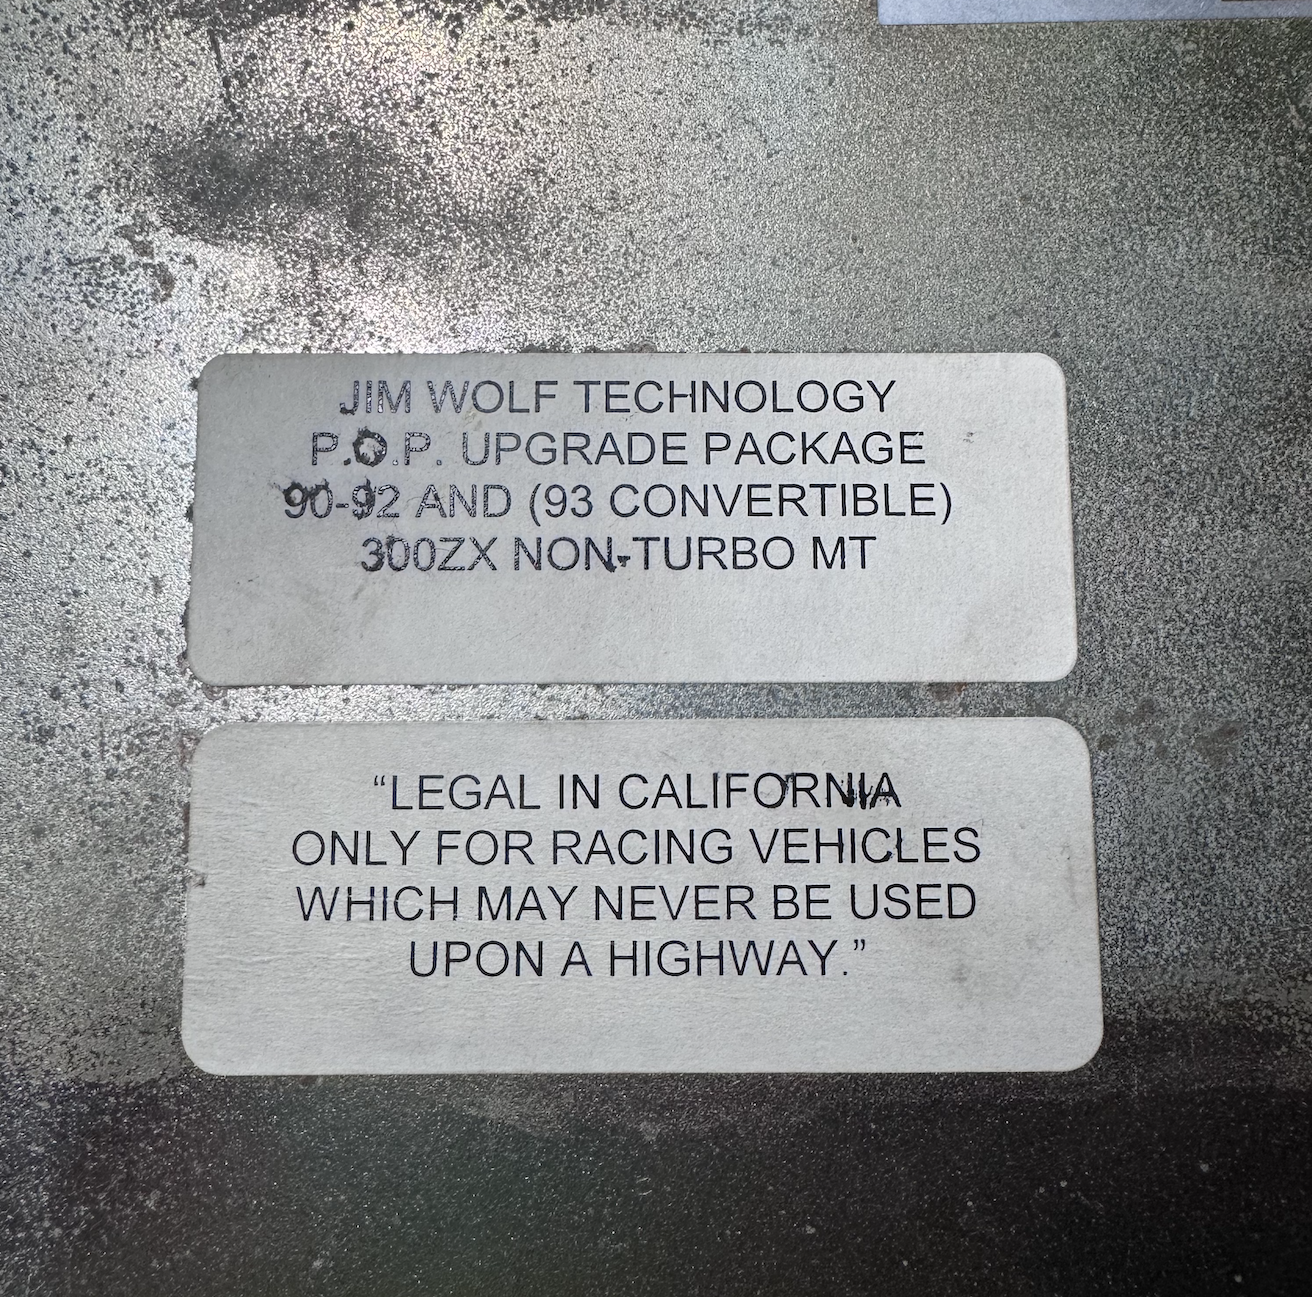 JIM WOLF TECHNOLOGY
P.O.P. UPGRADE PACKAGE
90-92 AND (93 CONVERTIBLE)
300ZX NON-TURBO MT
“LEGAL IN CALIFORNIA
ONLY FOR RACING VEHICLES
WHICH MAY NEVER BE USED
UPON A HIGHWAY.”